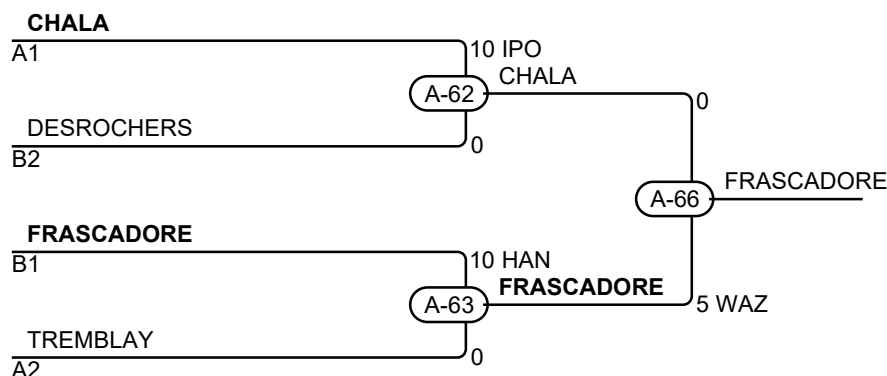 CHALA
A1
10 IPO
CHALA
A-62
DESROCHERS
B2
0
0
A-66
FRASCADORE
FRASCADORE
B1
10 HAN
FRASCADORE
A-63
5 WAZ
TREMBLAY
A2
0